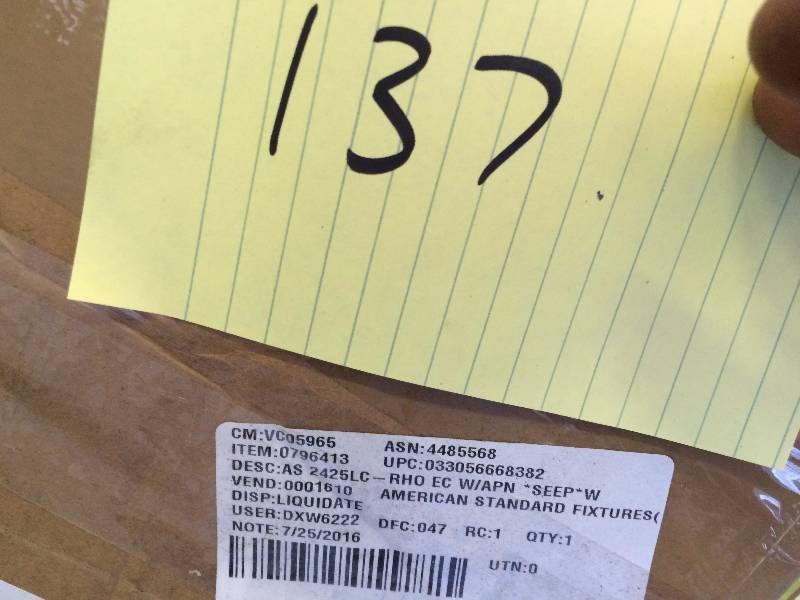 137
CM:VC05965 ASN:4485568
ITEM:0796413 UPC:033056668382
DESC:AS 2425LC-RHO EC W/APN *SEEP*W
VEND:0001610 AMERICAN STANDARD FIXTURES(
DISP:LIQUIDATE
USER:DXW6222 DFC:047 RC:1 QTY:1
NOTE:7/25/2016
UTN:0